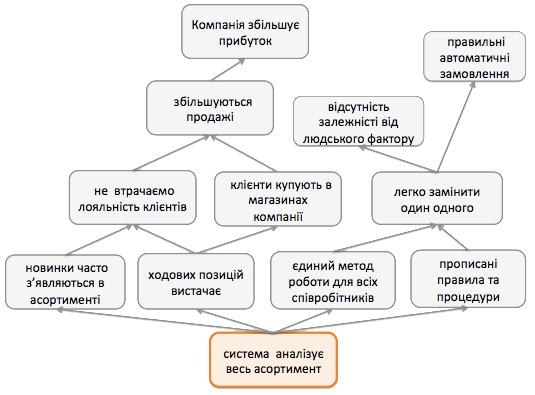 Компанія збільшує
прибуток
правильні
автоматичні
замовлення
збільшуються
продажі
відсутність
залежністі від
людського фактору
не втрачаємо
лояльність клієнтів
клієнти купують в
магазинах
компанії
легко замінити
один одного
новинки часто
з’являються в
асортименті
ходових позицій
вистачає
єдиний метод
роботи для всіх
співробітників
прописані
правила та
процедури
система аналізує
весь асортимент